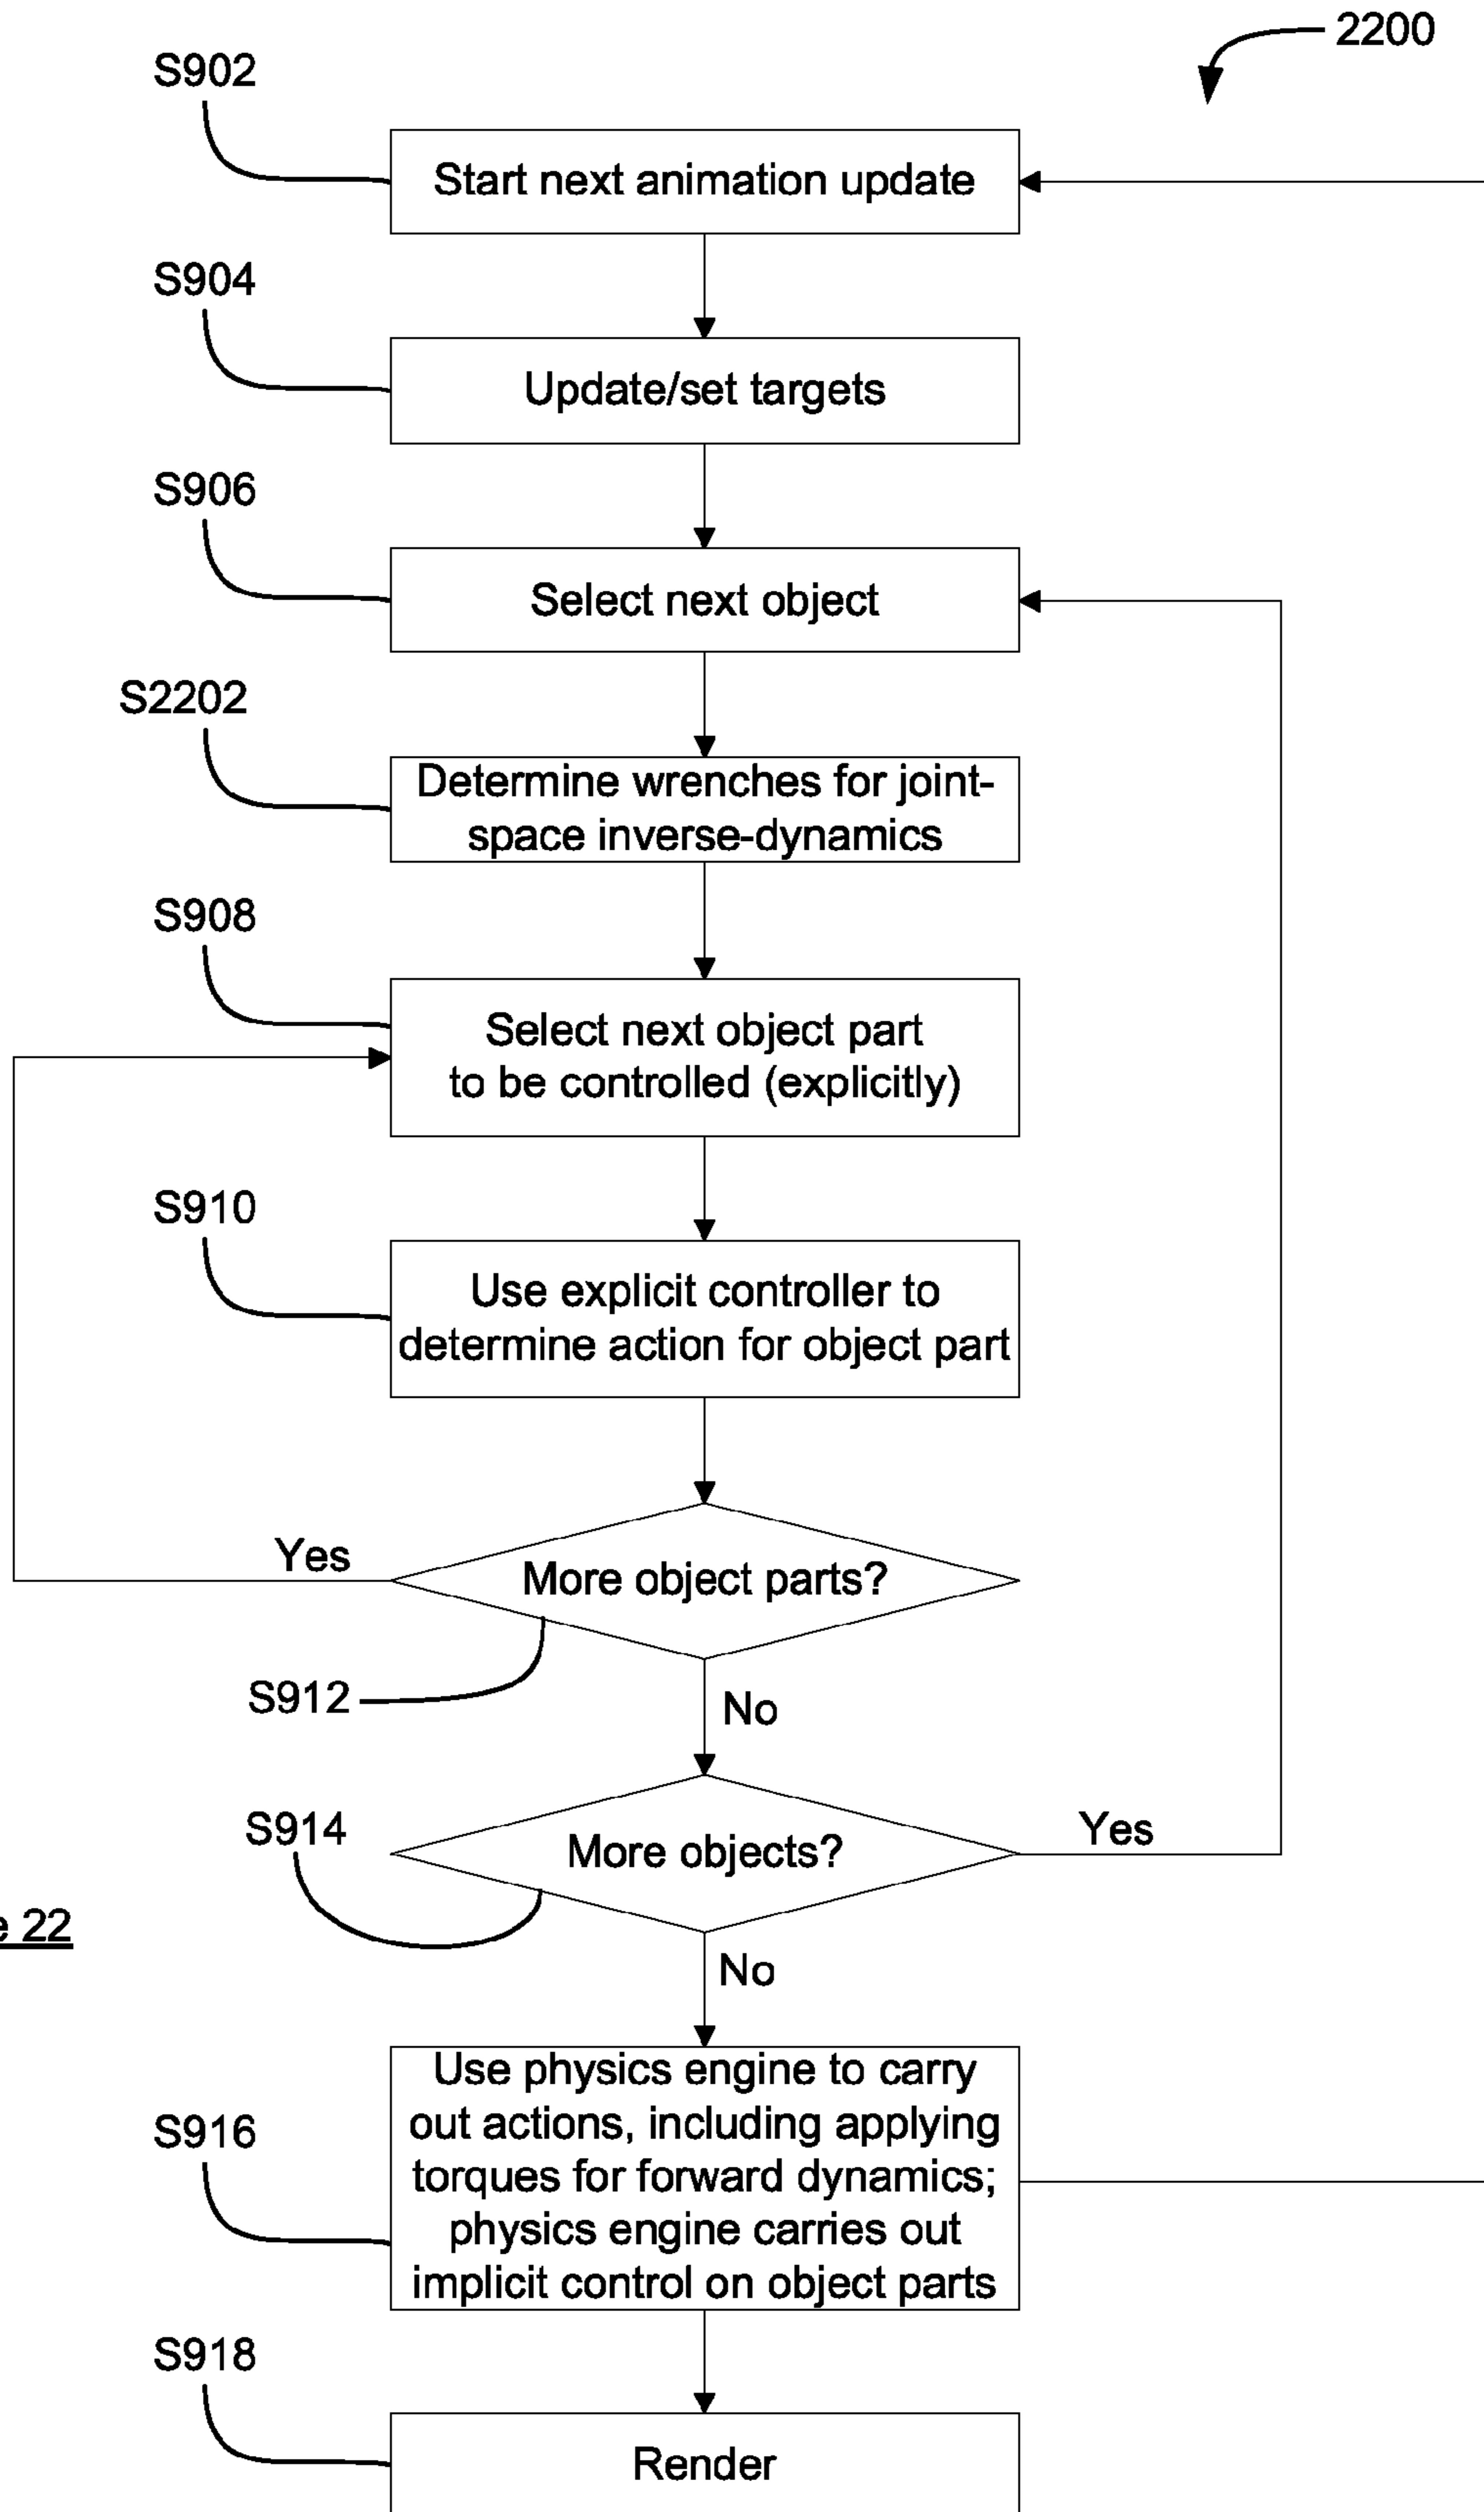 2200
S902
Start next animation update
S904
Update/set targets
S906
Select next object
S2202
Determine wrenches for joint-
space inverse-dynamics
S908
Select next object part
to be controlled (explicitly)
S910
Use explicit controller to
determine action for object part
Yes
More object parts?
S912
No
S914
More objects?
Yes
e 22
No
Use physics engine to carry
out actions, including applying
torques for forward dynamics;
physics engine carries out
implicit control on object parts
S916
S918
Render